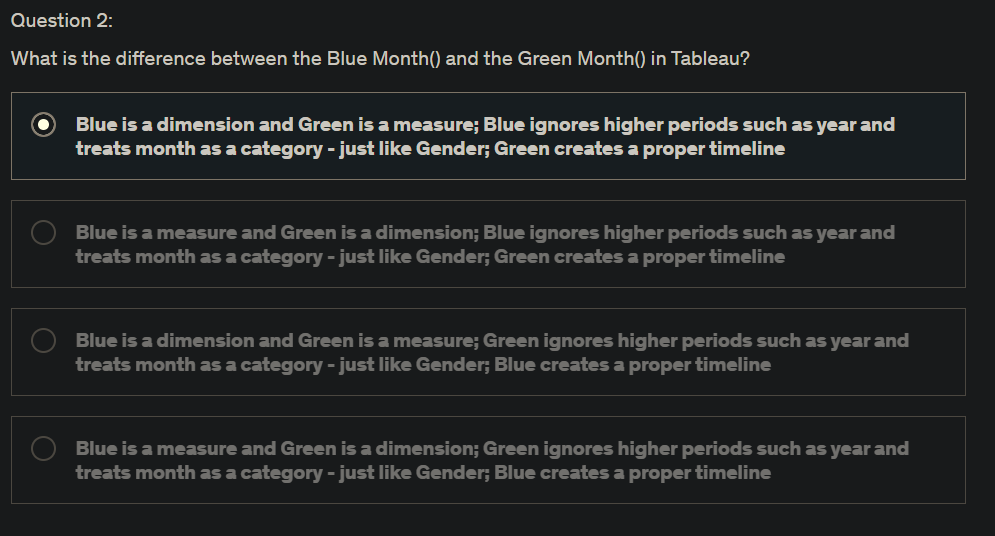 Question 2:
What is the difference between the Blue Month() and the Green Month() in Tableau?
Blue is a dimension and Green is a measure; Blue ignores higher periods such as year and
treats month as a category - just like Gender; Green creates a proper timeline
Blue is a measure and Green is a dimension; Blue ignores higher periods such as year and
treats month as a category - just like Gender; Green creates a proper timeline
Blue is a dimension and Green is a measure; Green ignores higher periods such as year and
treats month as a category - just like Gender; Blue creates a proper timeline
Blue is a measure and Green is a dimension; Green ignores higher periods such as year and
treats month as a category - just like Gender; Blue creates a proper timeline